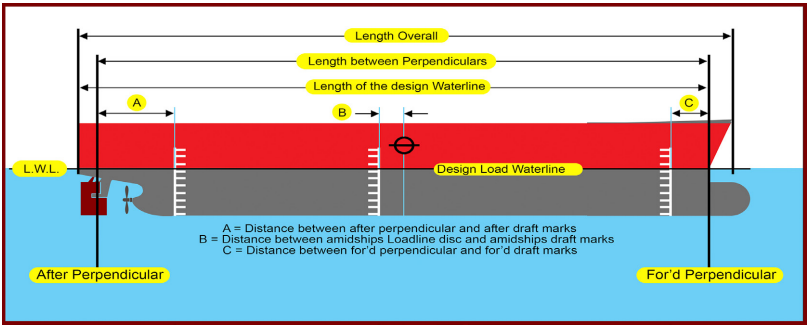 Length Overall
Length between Perpendiculars
Length of the design Waterline
A
B
C
L.W.L.
Design Load Waterline
A = Distance between after perpendicular and after draft marks
B = Distance between amidships Loadline disc and amidships draft marks
C = Distance between for'd perpendicular and for'd draft marks
After Perpendicular
For'd Perpendicular